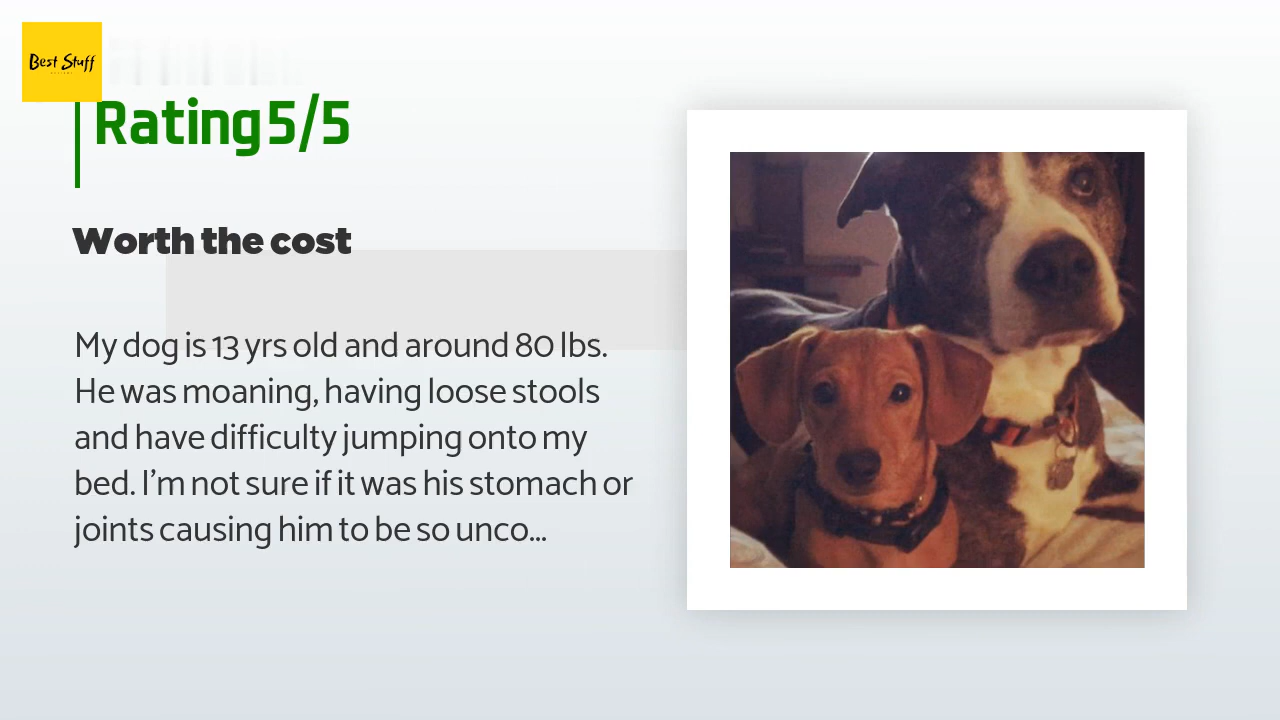 Best Stuff
Rating 5/5
Worth the cost
My dog is 13 yrs old and around 80 lbs.
He was moaning, having loose stools
and have difficulty jumping onto my
bed. I'm not sure if it was his stomach or
joints causing him to be so unco...